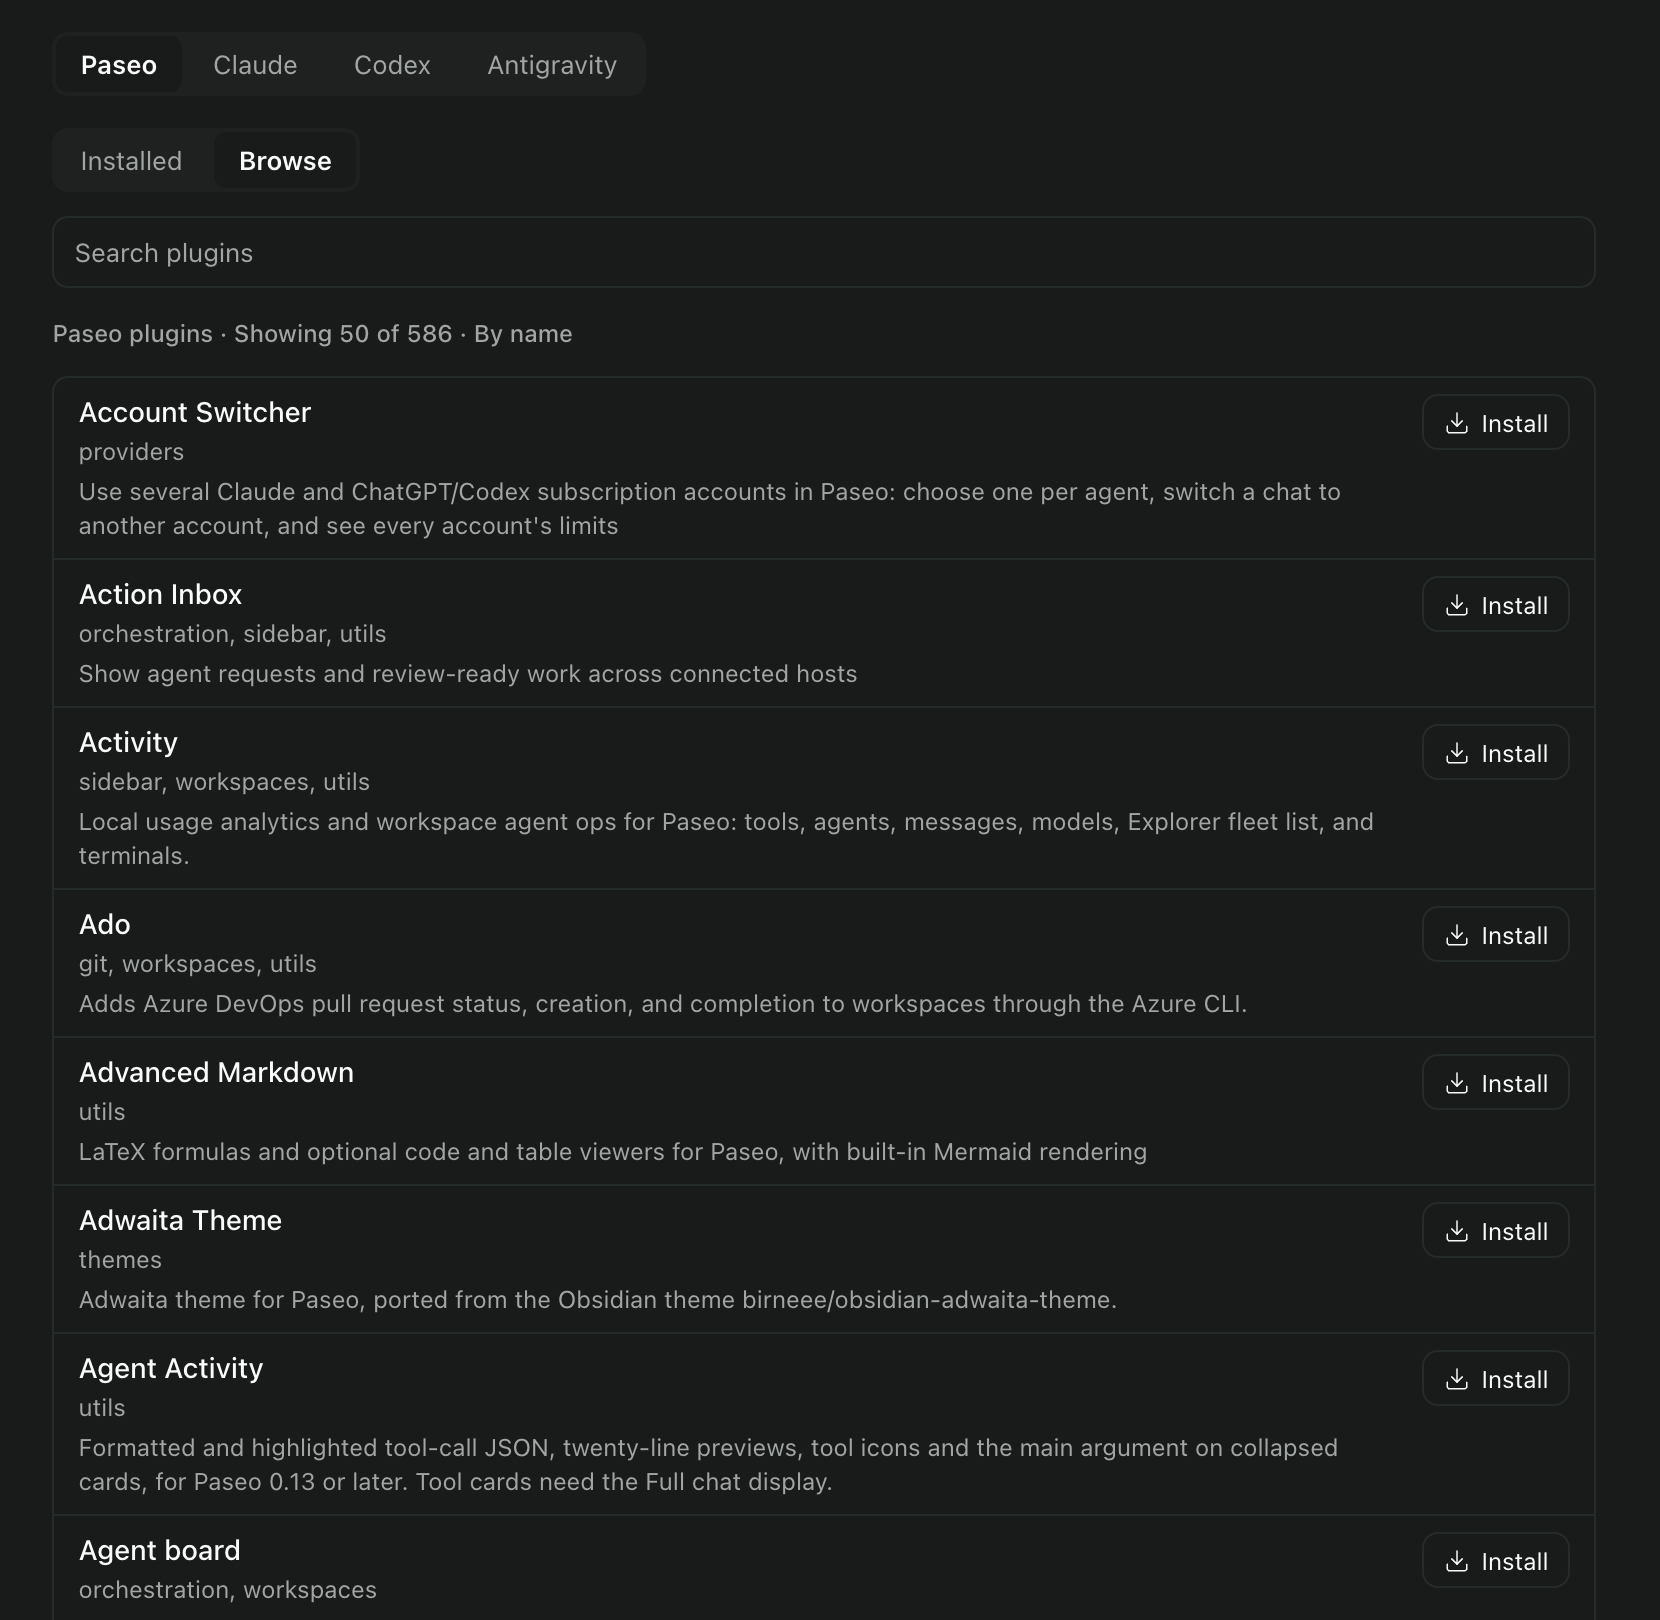 Paseo Claude Codex Antigravity
Installed Browse
Search plugins
Paseo plugins · Showing 50 of 586 · By name
Account Switcher
Install
providers
Use several Claude and ChatGPT/Codex subscription accounts in Paseo: choose one per agent, switch a chat to
another account, and see every account's limits
Action Inbox
Install
orchestration, sidebar, utils
Show agent requests and review-ready work across connected hosts
Activity
Install
sidebar, workspaces, utils
Local usage analytics and workspace agent ops for Paseo: tools, agents, messages, models, Explorer fleet list, and
terminals.
Ado
Install
git, workspaces, utils
Adds Azure DevOps pull request status, creation, and completion to workspaces through the Azure CLI.
Advanced Markdown
Install
utils
LaTeX formulas and optional code and table viewers for Paseo, with built-in Mermaid rendering
Adwaita Theme
Install
themes
Adwaita theme for Paseo, ported from the Obsidian theme birneee/obsidian-adwaita-theme.
Agent Activity
Install
utils
Formatted and highlighted tool-call JSON, twenty-line previews, tool icons and the main argument on collapsed
cards, for Paseo 0.13 or later. Tool cards need the Full chat display.
Agent board
Install
orchestration, workspaces